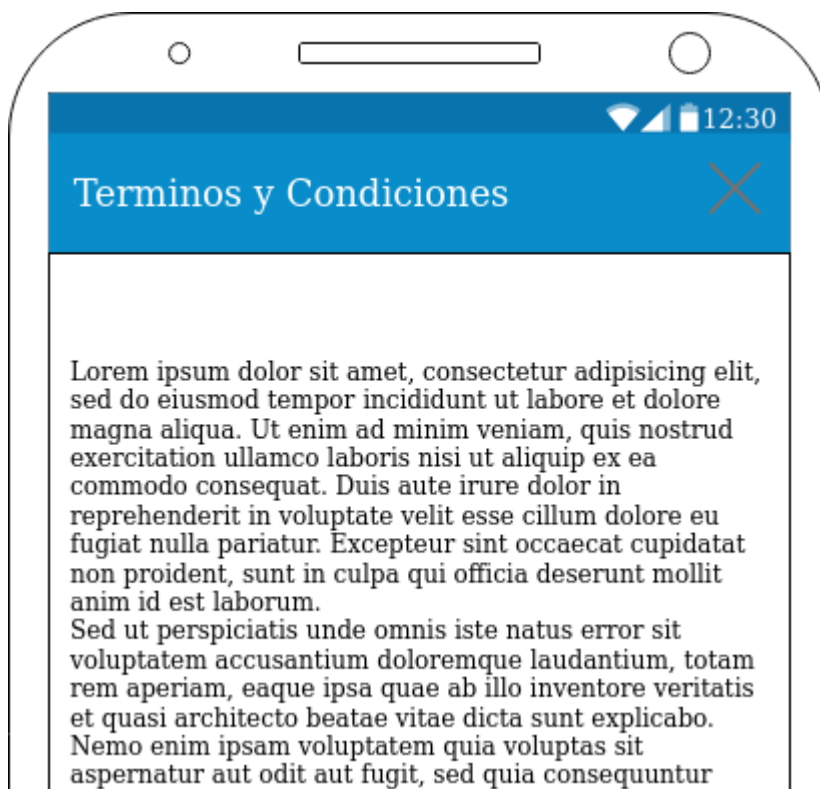 12:30
Terminos y Condiciones
Lorem ipsum dolor sit amet, consectetur adipisicing elit,
sed do eiusmod tempor incididunt ut labore et dolore
magna aliqua. Ut enim ad minim veniam, quis nostrud
exercitation ullamco laboris nisi ut aliquip ex ea
commodo consequat. Duis aute irure dolor in
reprehenderit in voluptate velit esse cillum dolore eu
fugiat nulla pariatur. Excepteur sint occaecat cupidatat
non proident, sunt in culpa qui officia deserunt mollit
anim id est laborum.
Sed ut perspiciatis unde omnis iste natus error sit
voluptatem accusantium doloremque laudantium, totam
rem aperiam, eaque ipsa quae ab illo inventore veritatis
et quasi architecto beatae vitae dicta sunt explicabo.
Nemo enim ipsam voluptatem quia voluptas sit
aspernatur aut odit aut fugit, sed quia consequuntur